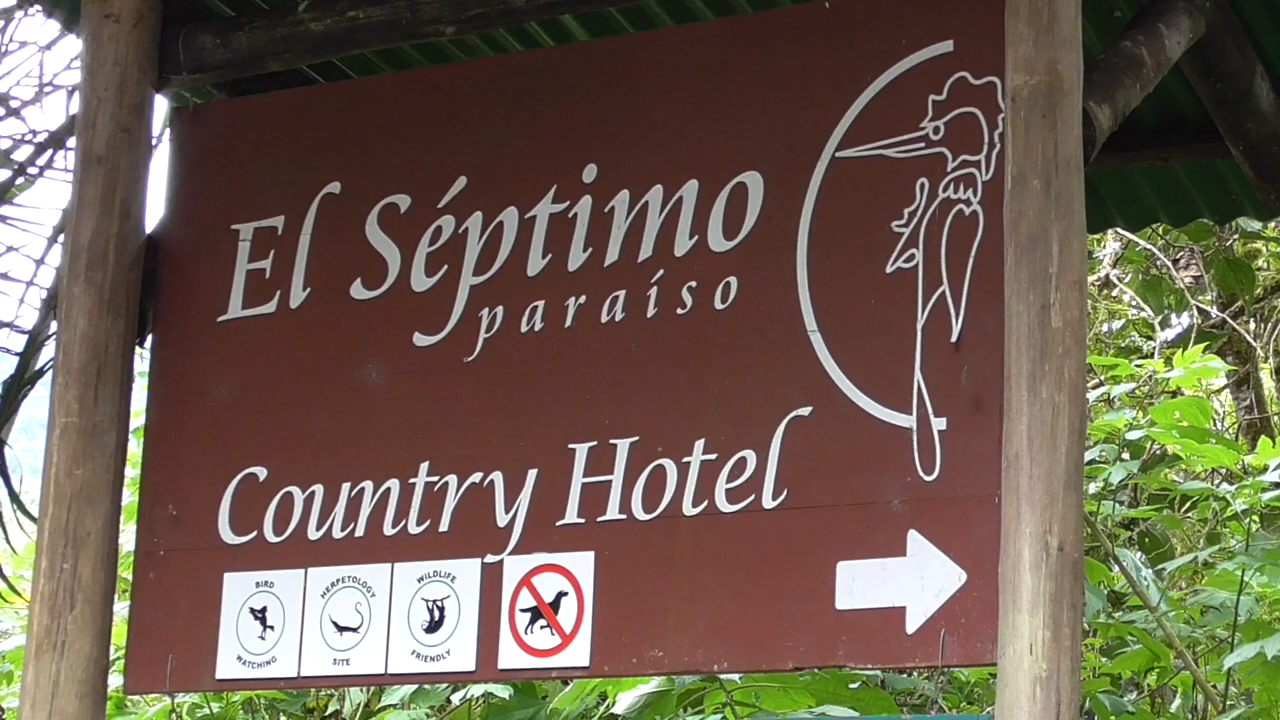 El Séptimo
paraíso
Country Hotel
BIRD
WATCHING
HERPETOLOGY
SITE
WILDLIFE
FRIENDLY